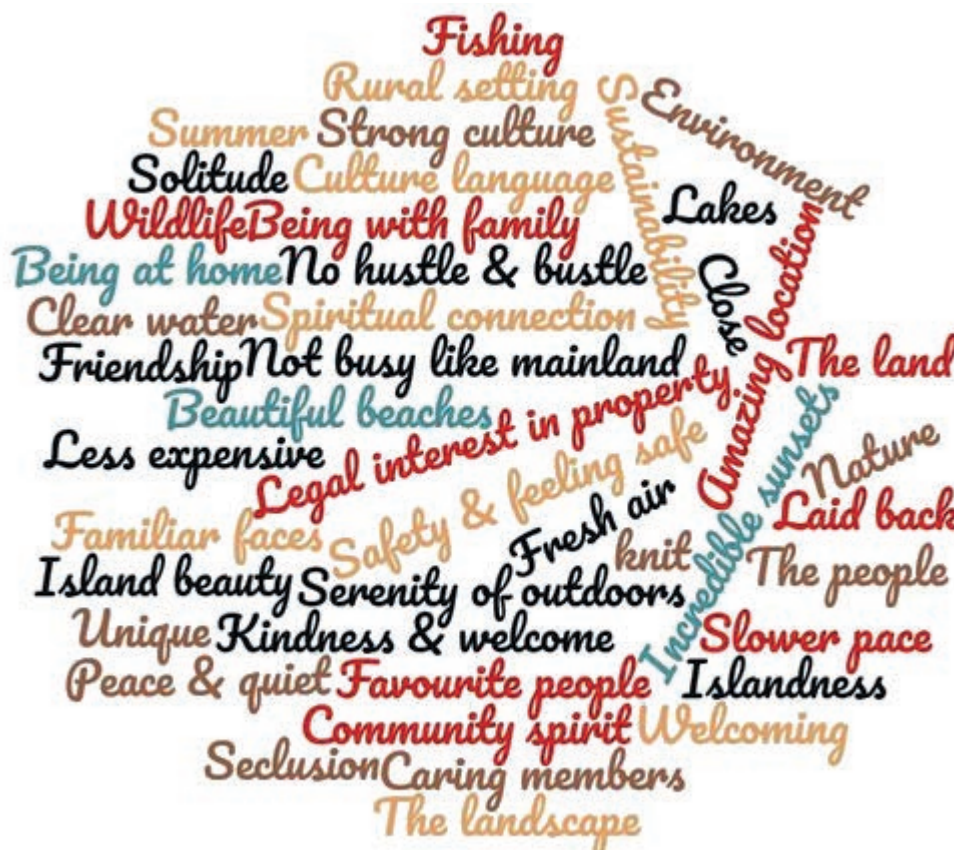 Fishing
Rural setting
Sustainability
Environment
Summer
Strong culture
Solitude
Culture language
Lakes
Wildlife
Being with family
Being at home
No hustle & bustle
Close
Clear water
Spiritual connection
Amazing location
Friendship
Not busy like mainland
The land
Beautiful beaches
Legal interest in property
Incredible sunsets
Less expensive
Safety & feeling safe
Nature
Familiar faces
Fresh air
Laid back
knit
The people
Island beauty
Serenity of outdoors
Unique
Kindness & welcome
Slower pace
Peace & quiet
Favourite people
Islandness
Community spirit
Welcoming
Seclusion
Caring members
The landscape